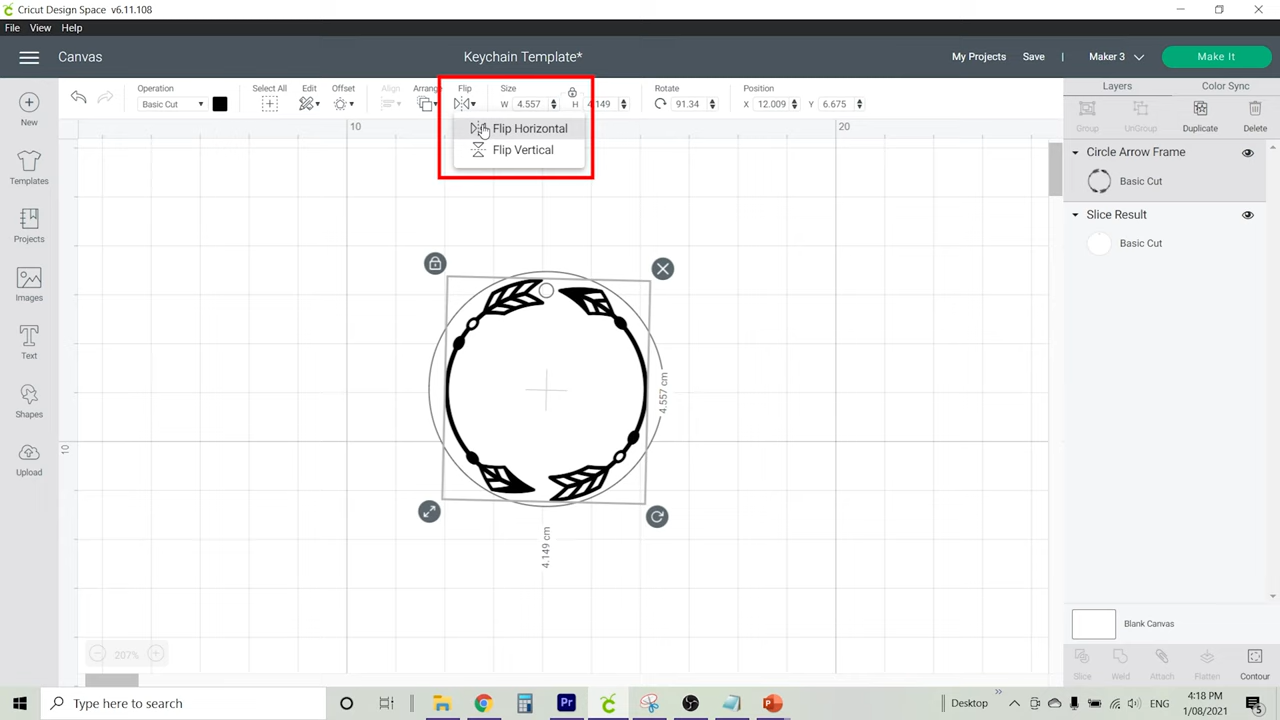 Cricut Design Space v6.11.108
File View Help
Canvas
Keychain Template*
My Projects Save | Maker 3 Make It
Operation
Basic Cut
Select All
Edit
Offset
Align
Arrange
Flip
Size
W 4.557
H 4.149
Rotate
91.34
Position
X 12.009
Y 6.675
Flip Horizontal
Flip Vertical
New
Templates
Projects
Images
Text
Shapes
Upload
10
20
10
4.557 cm
4.149 cm
207%
Layers Color Sync
Group UnGroup Duplicate Delete
Circle Arrow Frame
Basic Cut
Slice Result
Basic Cut
Blank Canvas
Slice Weld Attach Flatten Contour
Type here to search
Pr
Desktop
ENG
4:18 PM
1/08/2021
5